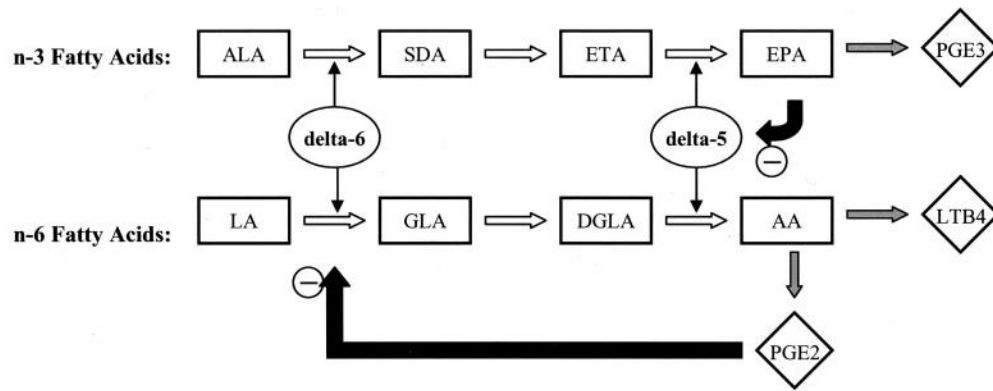 n-3 Fatty Acids: ALA SDA ETA EPA PGE3
delta-6 delta-5
−
n-6 Fatty Acids: LA GLA DGLA AA LTB4
−
PGE2